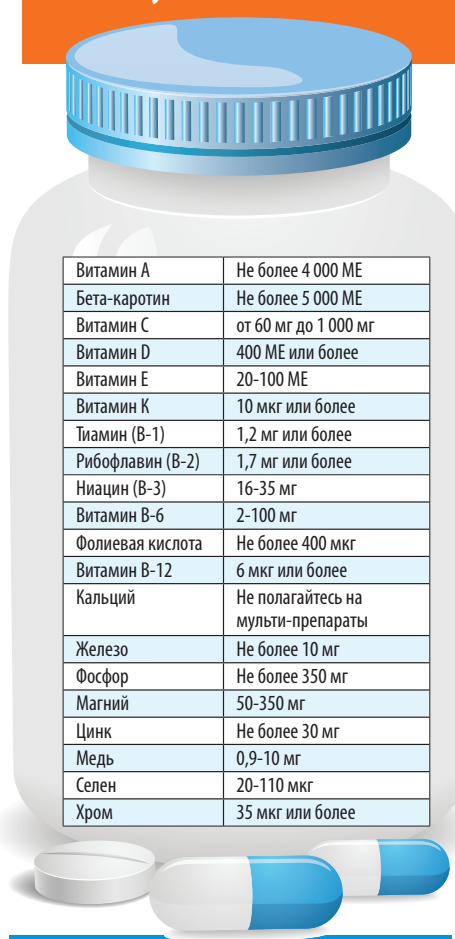 Витамин А Не более 4 000 МЕ
Бета-каротин Не более 5 000 МЕ
Витамин С от 60 мг до 1 000 мг
Витамин D 400 МЕ или более
Витамин Е 20-100 МЕ
Витамин К 10 мкг или более
Тиамин (В-1) 1,2 мг или более
Рибофлавин (В-2) 1,7 мг или более
Ниацин (В-3) 16-35 мг
Витамин В-6 2-100 мг
Фолиевая кислота Не более 400 мкг
Витамин В-12 6 мкг или более
Кальций Не полагайтесь на
мульти-препараты
Железо Не более 10 мг
Фосфор Не более 350 мг
Магний 50-350 мг
Цинк Не более 30 мг
Медь 0,9-10 мг
Селен 20-110 мкг
Хром 35 мкг или более